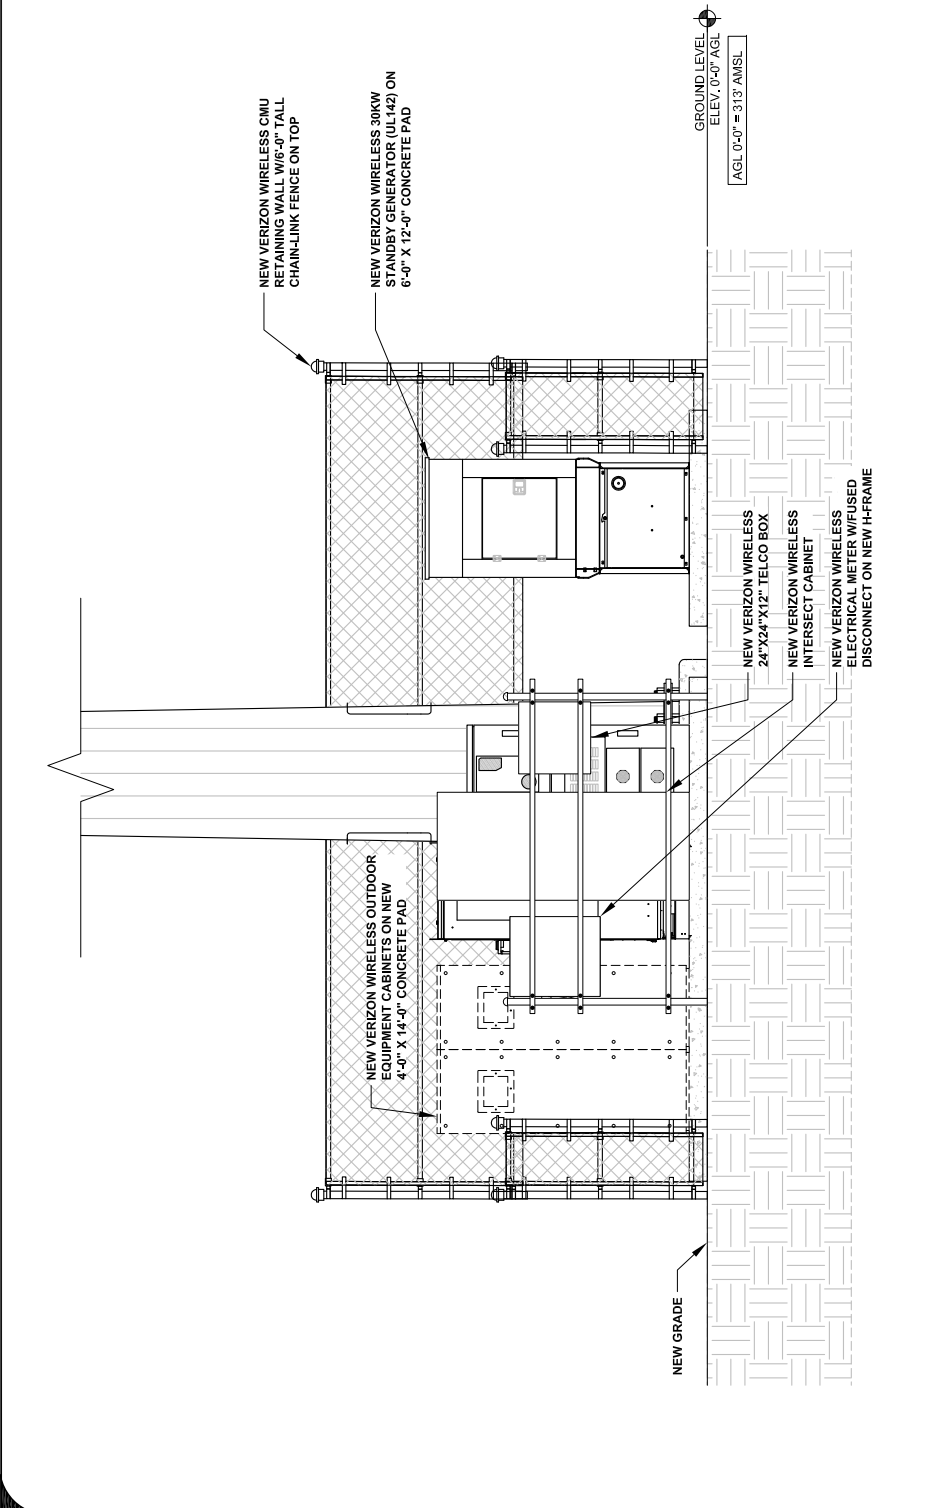 NEW VERIZON WIRELESS CMU
RETAINING WALL W/6'-0" TALL
CHAIN-LINK FENCE ON TOP
NEW VERIZON WIRELESS 30KW
STANDBY GENERATOR (UL142) ON
6'-0" X 12'-0" CONCRETE PAD
NEW VERIZON WIRELESS OUTDOOR
EQUIPMENT CABINETS ON NEW
4'-0" X 14'-0" CONCRETE PAD
GROUND LEVEL
ELEV. 0'-0" AGL
AGL 0'-0" = 313' AMSL
NEW VERIZON WIRELESS
24"X24"X12" TELCO BOX
NEW VERIZON WIRELESS
INTERSECT CABINET
NEW VERIZON WIRELESS
ELECTRICAL METER W/FUSED
DISCONNECT ON NEW H-FRAME
NEW GRADE